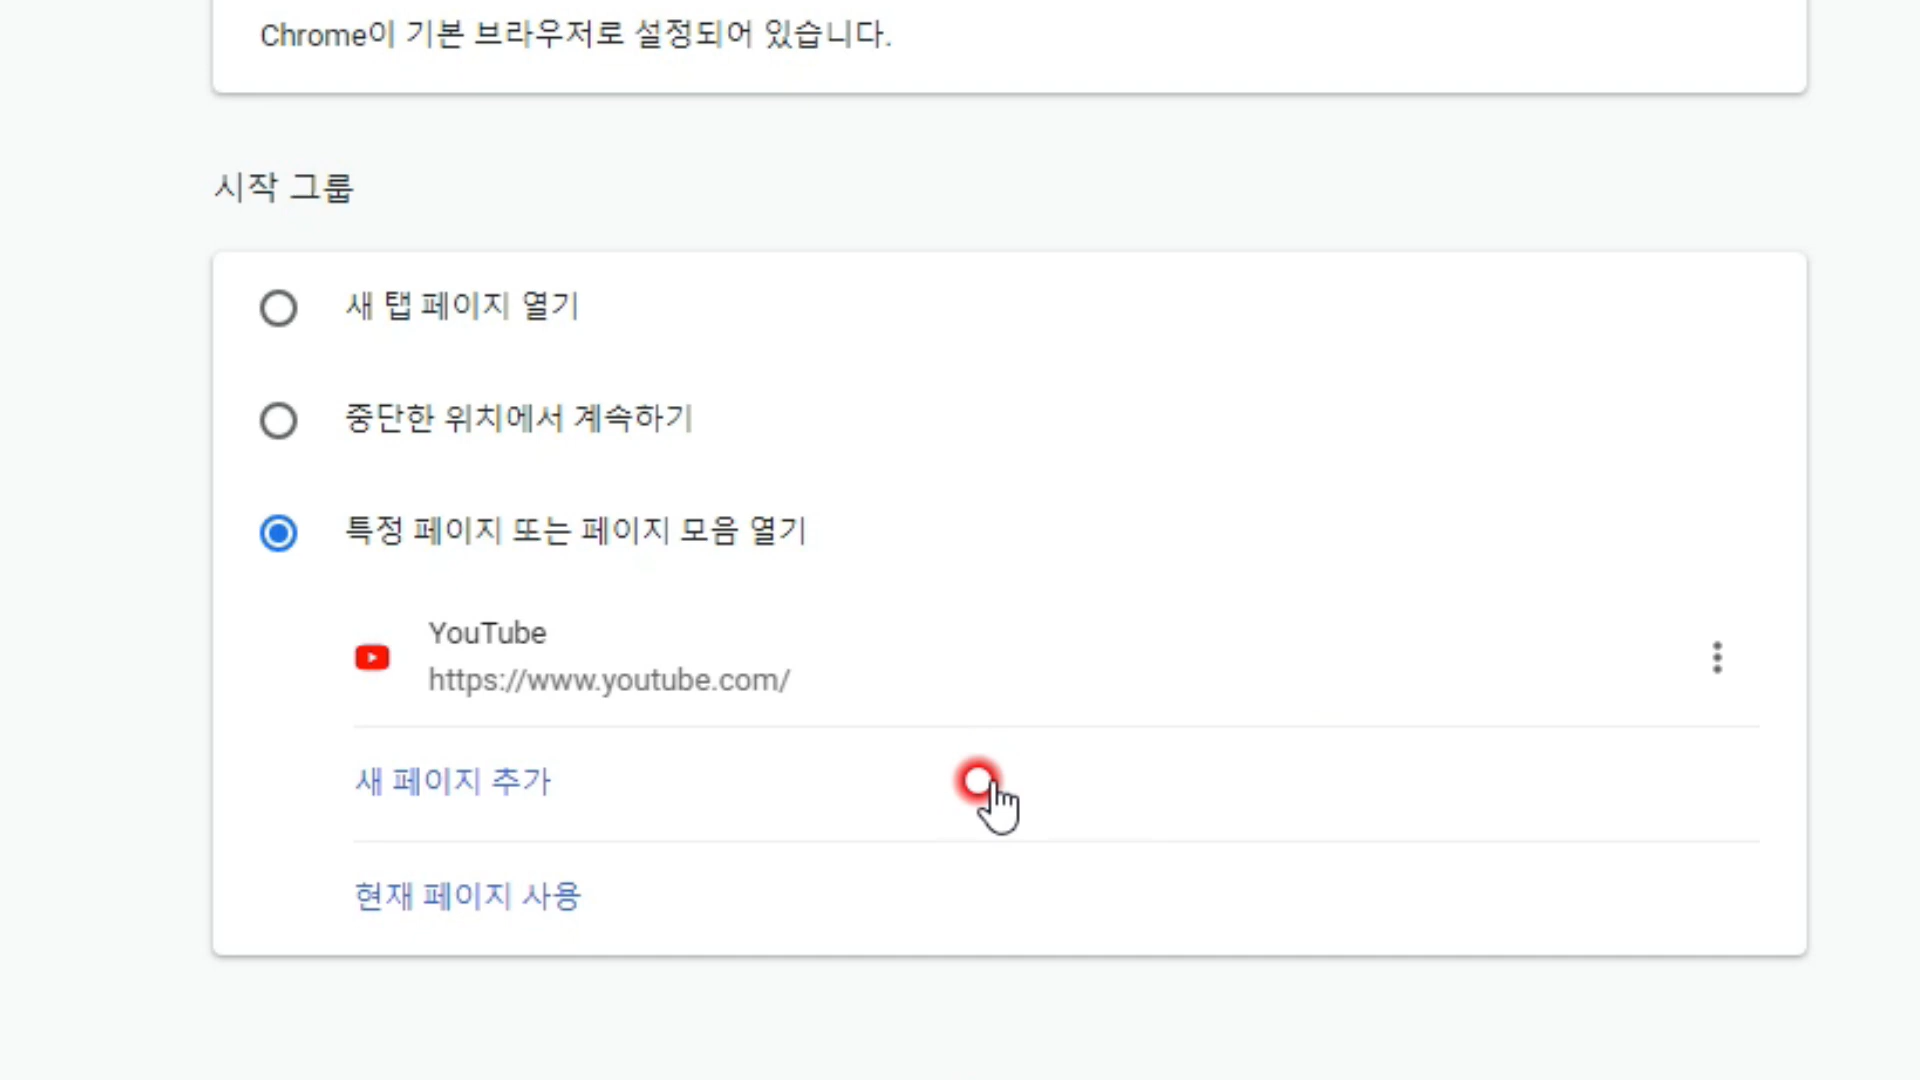 Chrome이 기본 브라우저로 설정되어 있습니다.
시작 그룹
새 탭 페이지 열기
중단한 위치에서 계속하기
특정 페이지 또는 페이지 모음 열기
YouTube
https://www.youtube.com/
새 페이지 추가
현재 페이지 사용